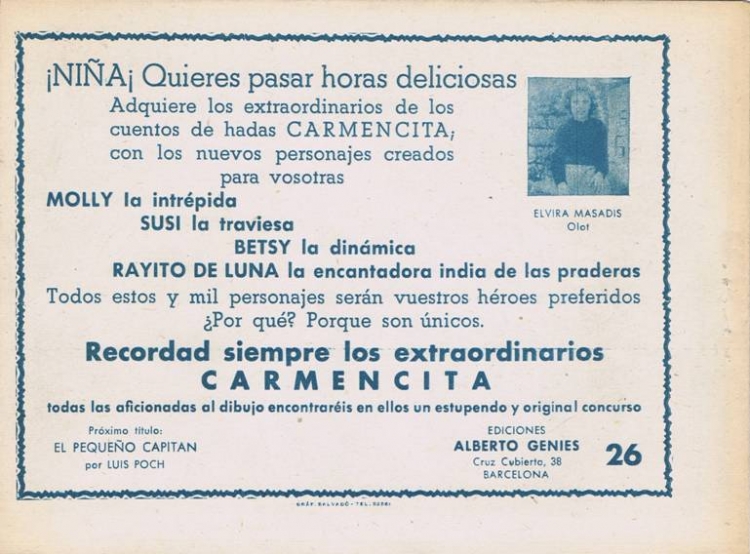 ¡NIÑA¡ Quieres pasar horas deliciosas
Adquiere los extraordinarios de los
cuentos de hadas CARMENCITA;
con los nuevos personajes creados
para vosotras
ELVIRA MASADIS
Olot
MOLLY la intrépida
SUSI la traviesa
BETSY la dinámica
RAYITO DE LUNA la encantadora india de las praderas
Todos estos y mil personajes serán vuestros héroes preferidos
¿Por qué? Porque son únicos.
Recordad siempre los extraordinarios
CARMENCITA
todas las aficionadas al dibujo encontraréis en ellos un estupendo y original concurso
Próximo título:
EL PEQUEÑO CAPITAN
por LUIS POCH
EDICIONES
ALBERTO GENIES
Cruz Cubierta, 38
BARCELONA
26
GRÁF. SALVADÓ - TEL.